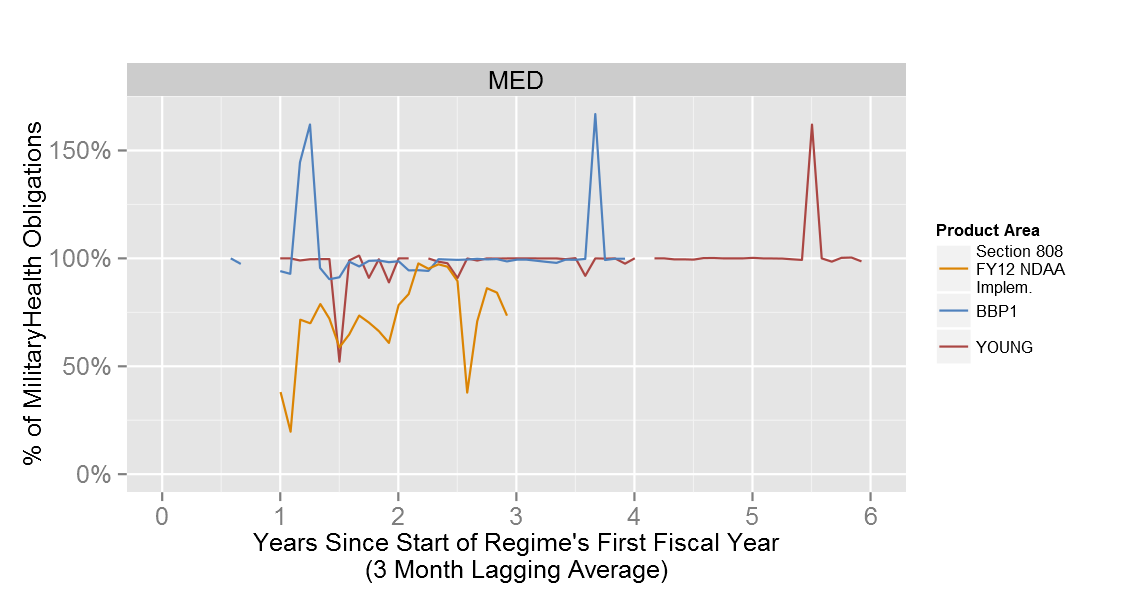 MED
% of MilitaryHealth Obligations
150%
100%
50%
0%
0 1 2 3 4 5 6
Years Since Start of Regime's First Fiscal Year
(3 Month Lagging Average)
Product Area
Section 808
FY12 NDAA
Implem.
BBP1
YOUNG